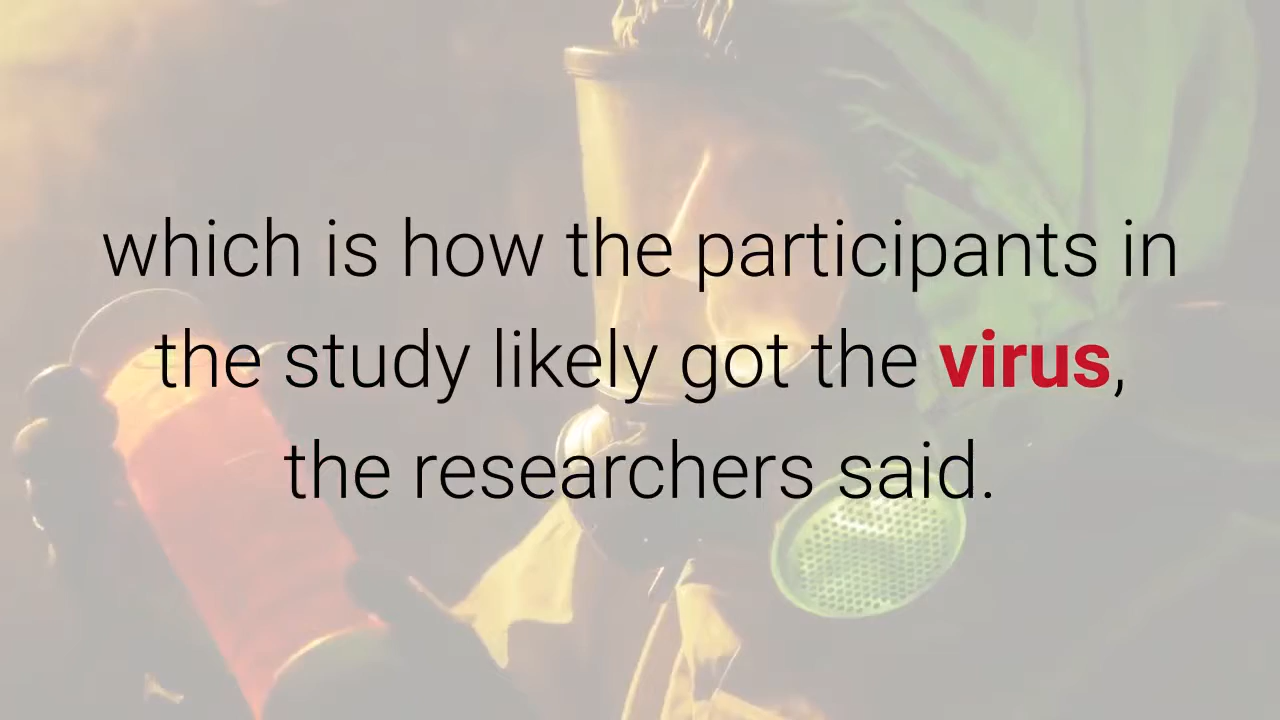 which is how the participants in
the study likely got the virus,
the researchers said.